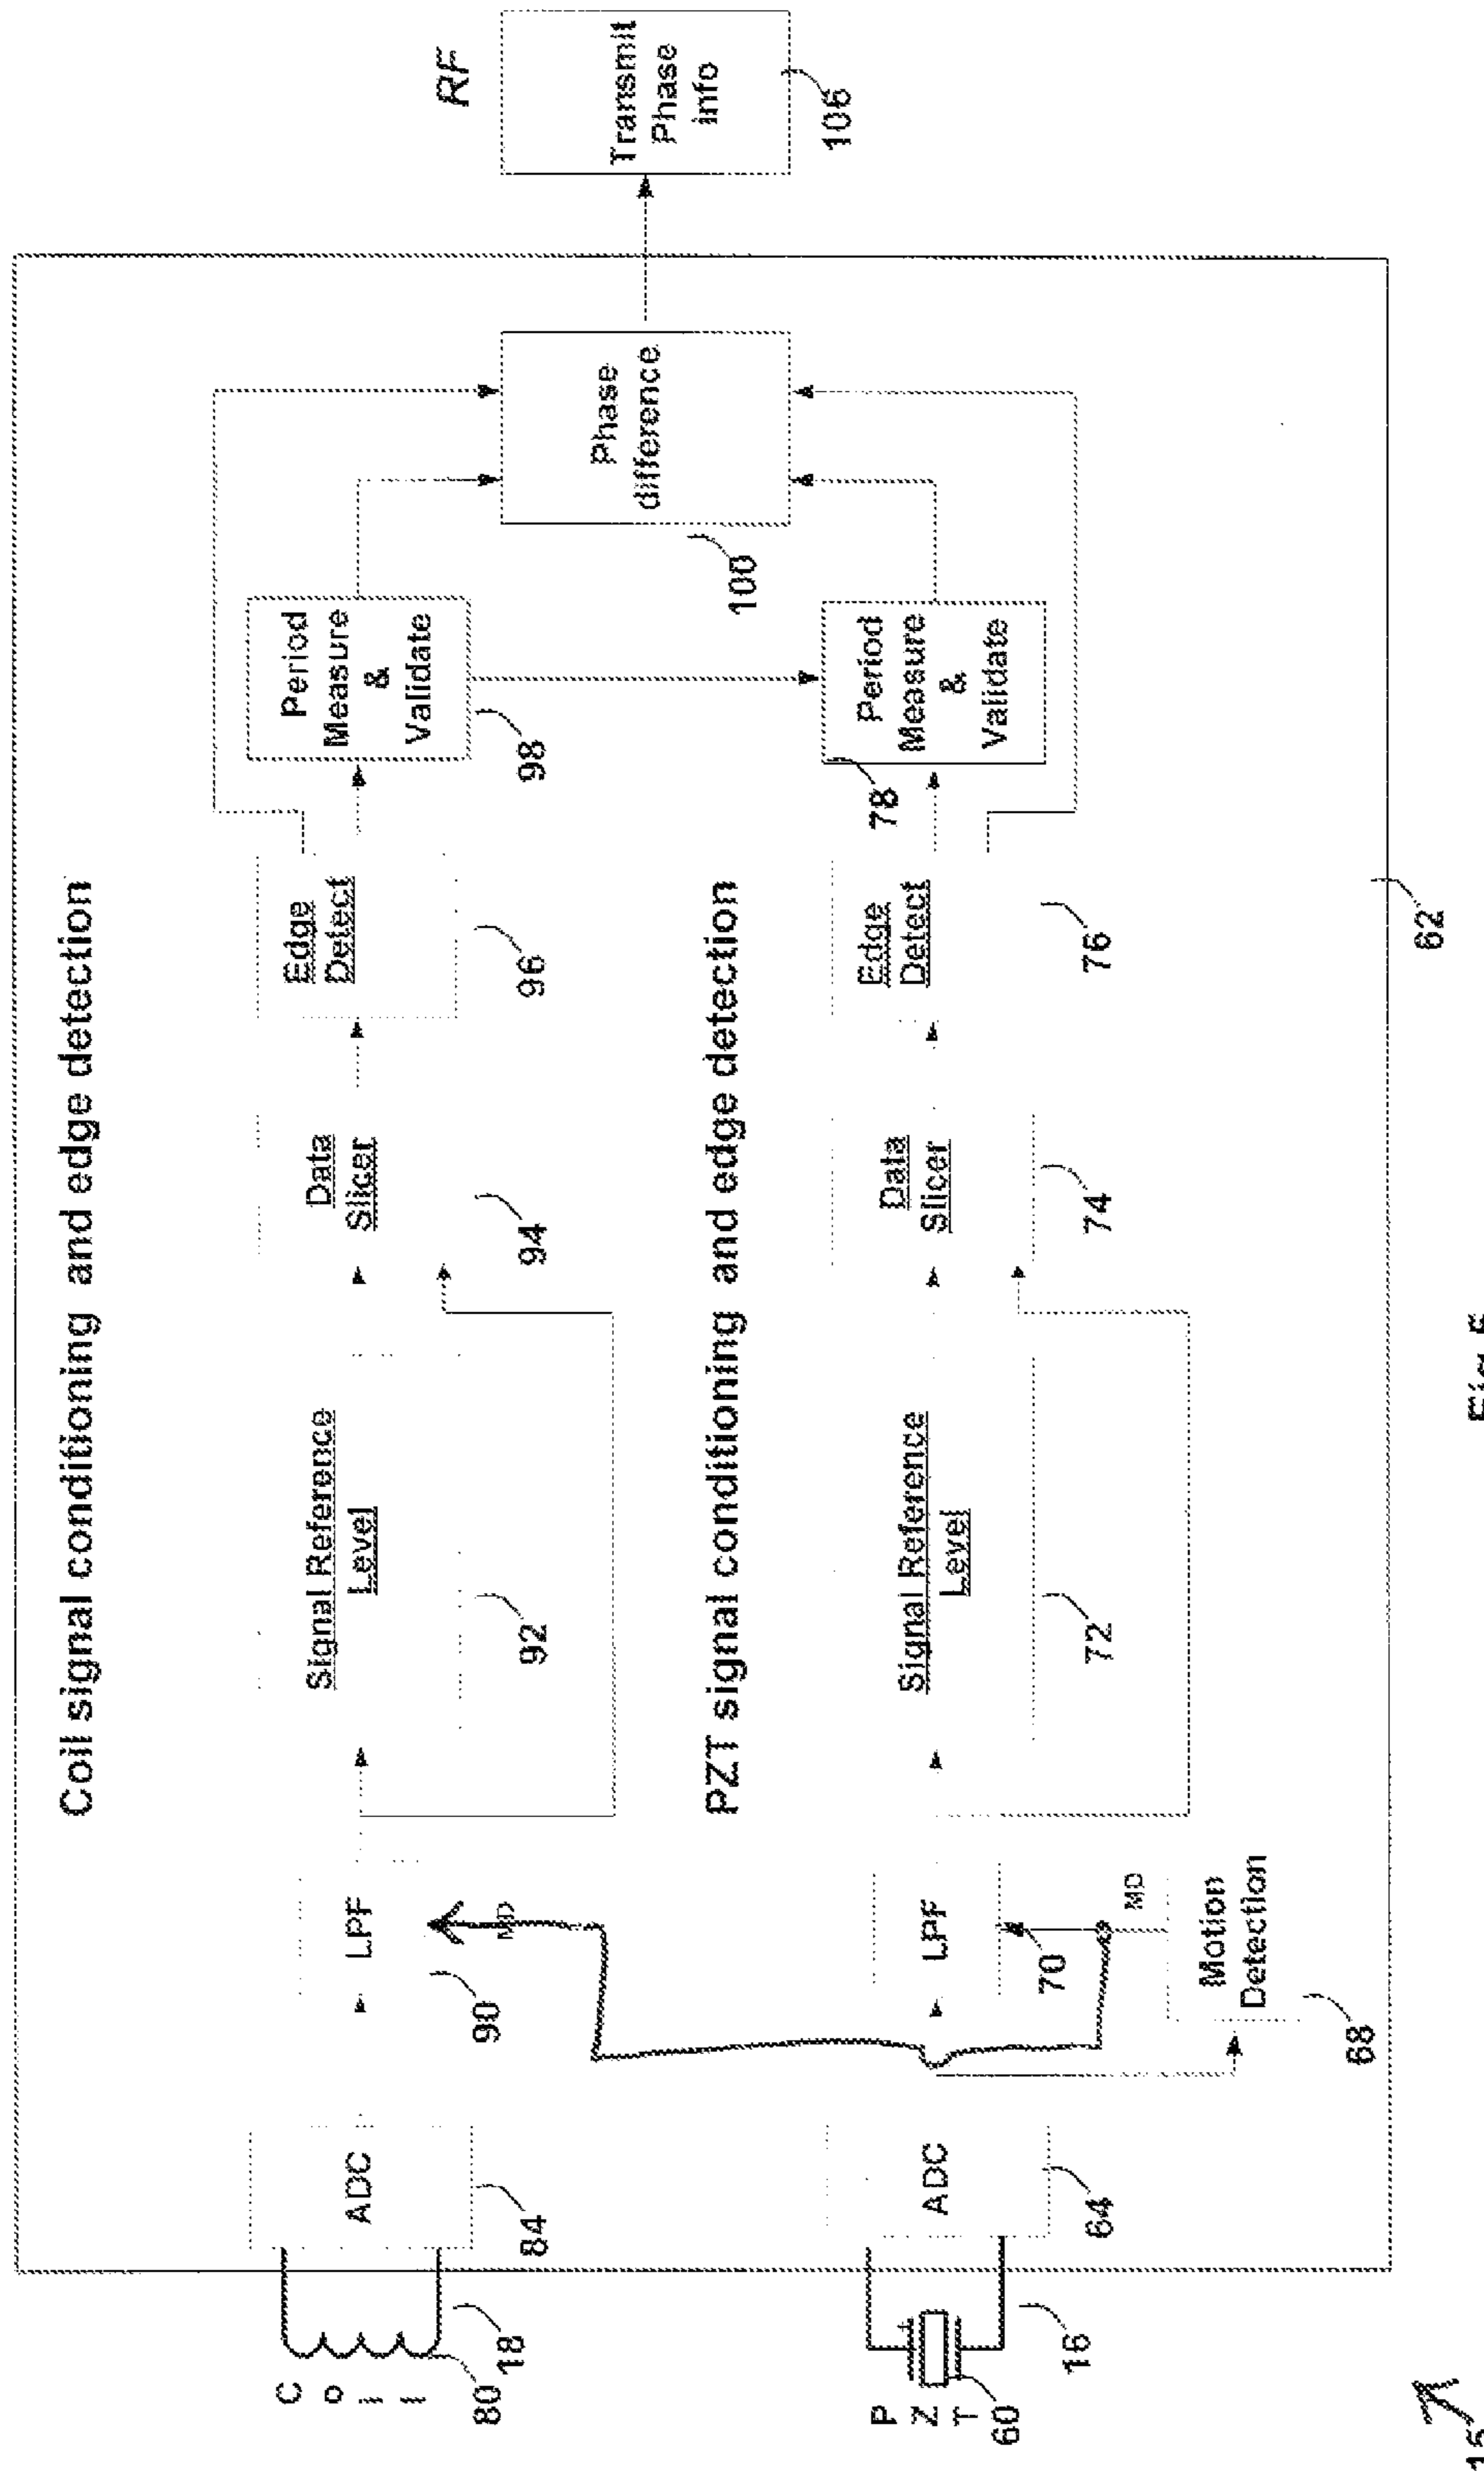 Coil signal conditioning and edge detection
C
o
i
l
80
18
ADC
84
LPF
90
MD
Signal Reference
Level
92
Data
Slicer
94
Edge
Detect
96
Period
Measure
&
Validate
98
PZT signal conditioning and edge detection
P
Z
T
60
16
ADC
64
LPF
70
MD
Motion
Detection
68
Signal Reference
Level
72
Data
Slicer
74
Edge
Detect
76
Period
Measure
&
Validate
78
Phase
difference
100
RF
Transmit
Phase
info
106
62
Fig